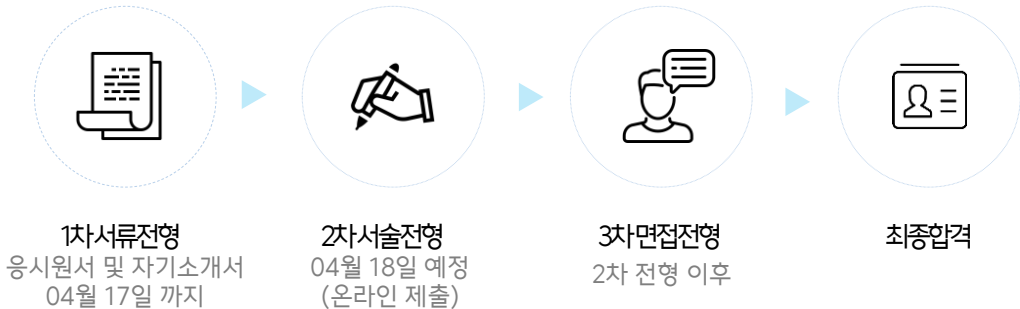 1차 서류전형
응시원서 및 자기소개서
04월 17일 까지
2차 서술전형
04월 18일 예정
(온라인 제출)
3차 면접전형
2차 전형 이후
최종합격